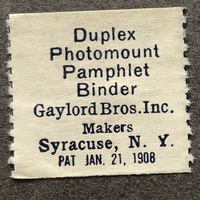 Duplex
Photomount
Pamphlet
Binder
Gaylord Bros. Inc.
Makers
Syracuse, N. Y.
PAT JAN. 21, 1908